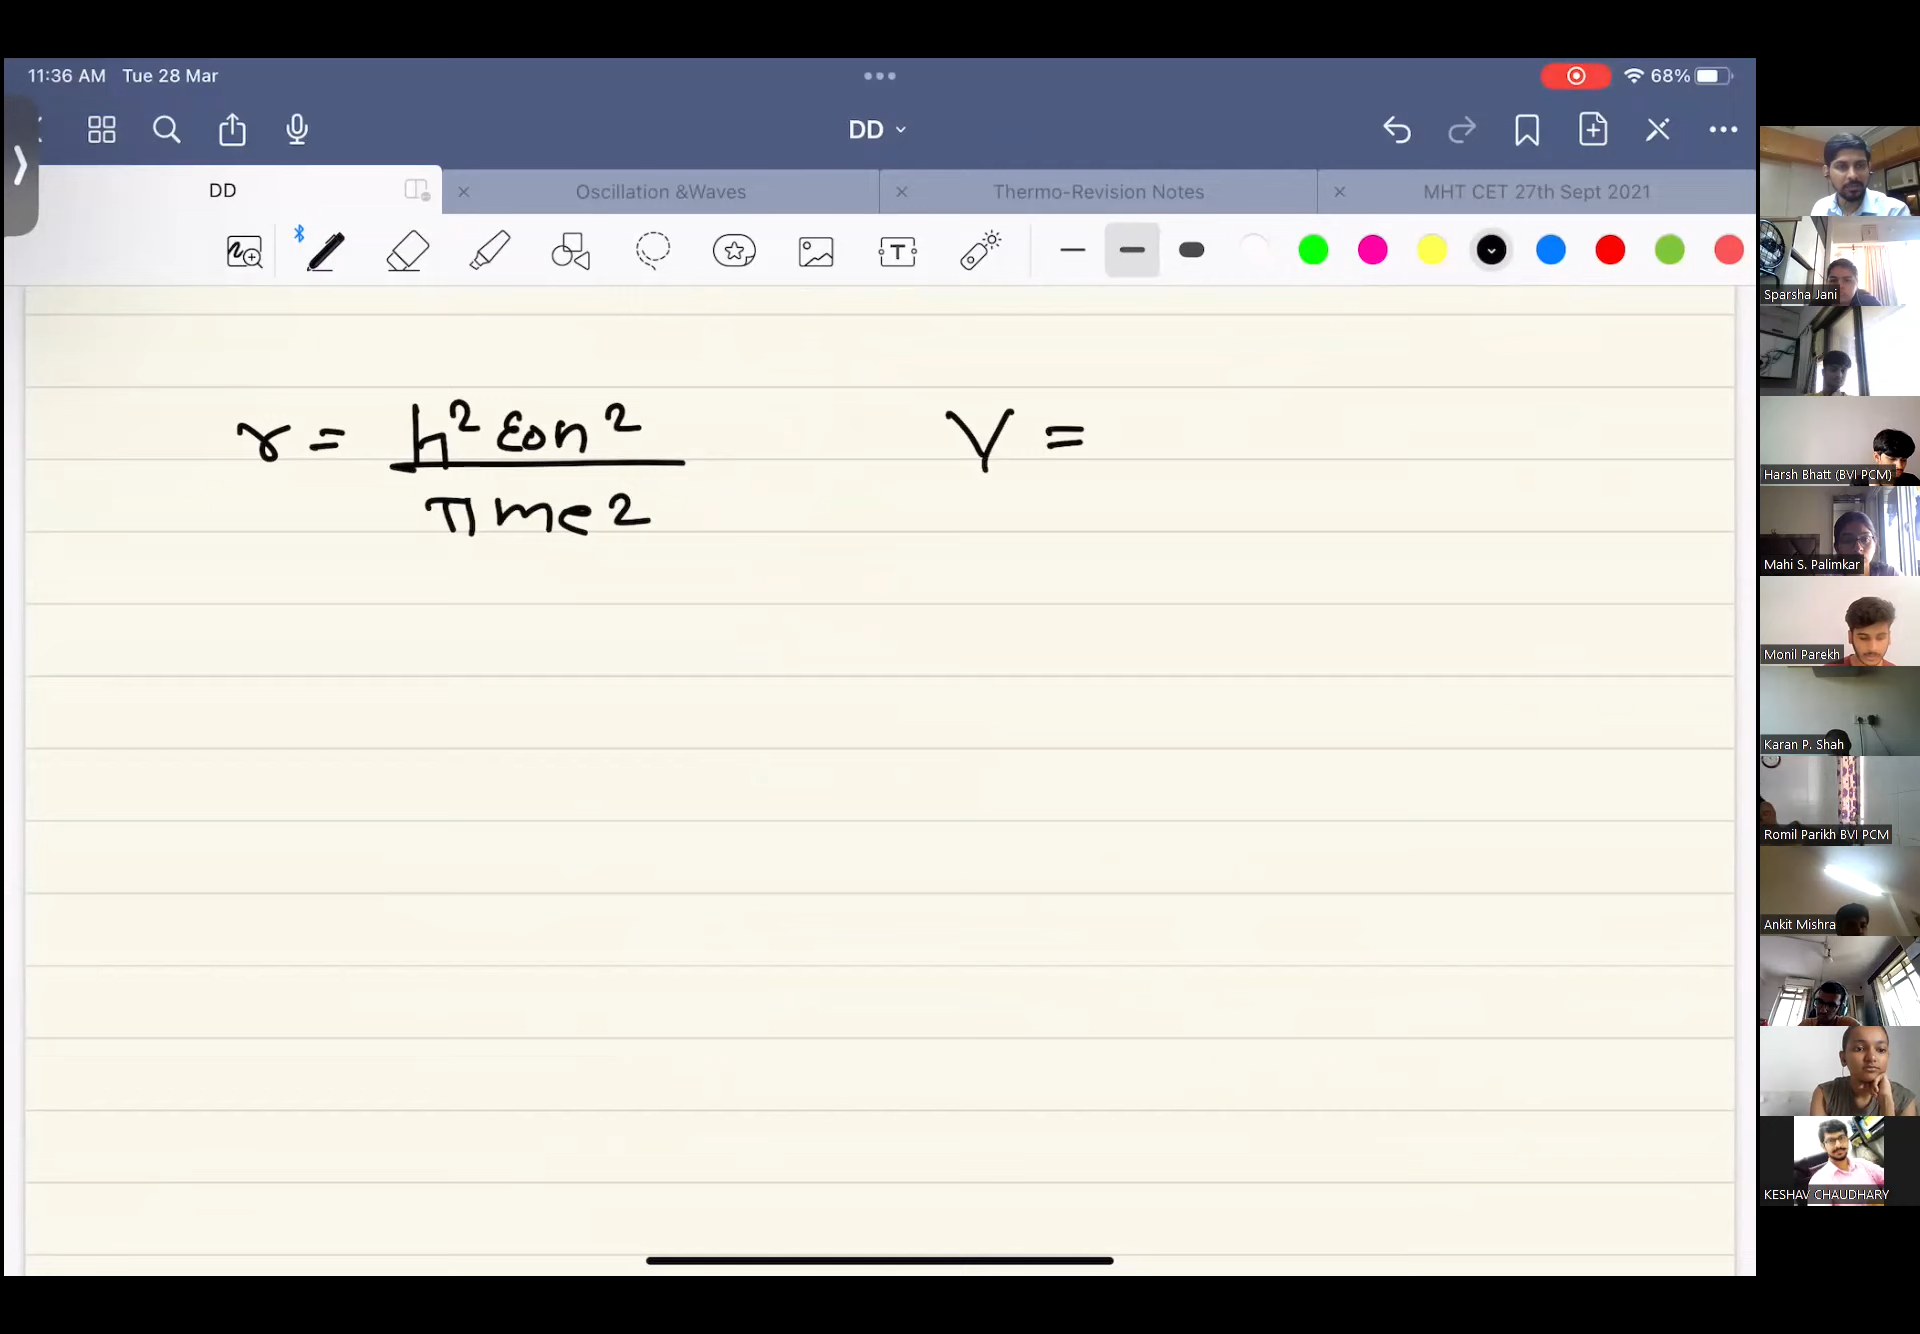 11:36 AM Tue 28 Mar
68%
DD
DD
Oscillation &Waves
Thermo-Revision Notes
MHT CET 27th Sept 2021
T
r = h² ε₀n² / πme²
V =
Sparsha Jani
Harsh Bhatt (BVI PCM)
Mahi S. Palimkar
Monil Parekh
Karan P. Shah
Romil Parikh BVI PCM
Ankit Mishra
KESHAV CHAUDHARY